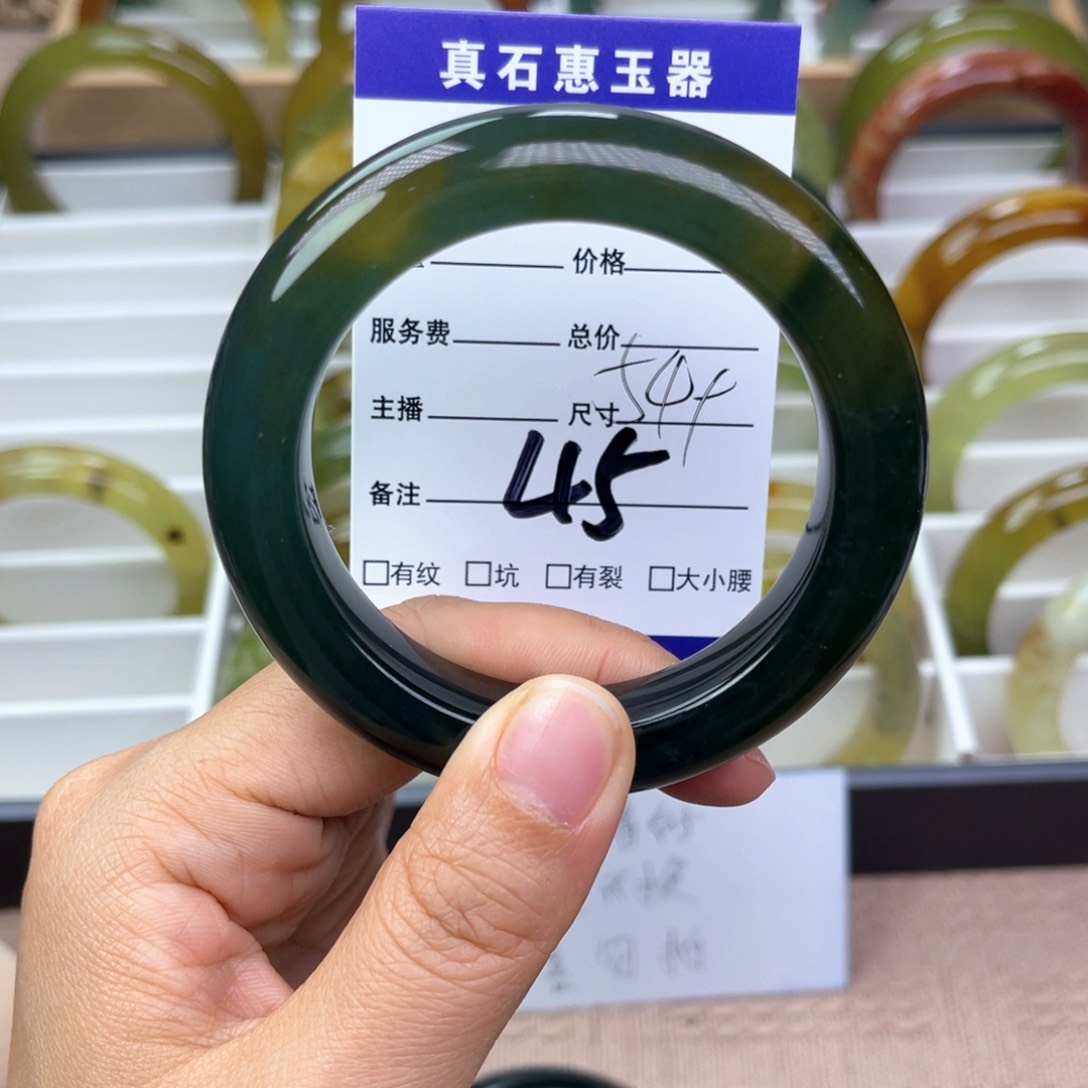 真石惠玉器
价格
服务费 总价
主播 尺寸 544
备注 45
□有纹 □坑 □有裂 □大小腰